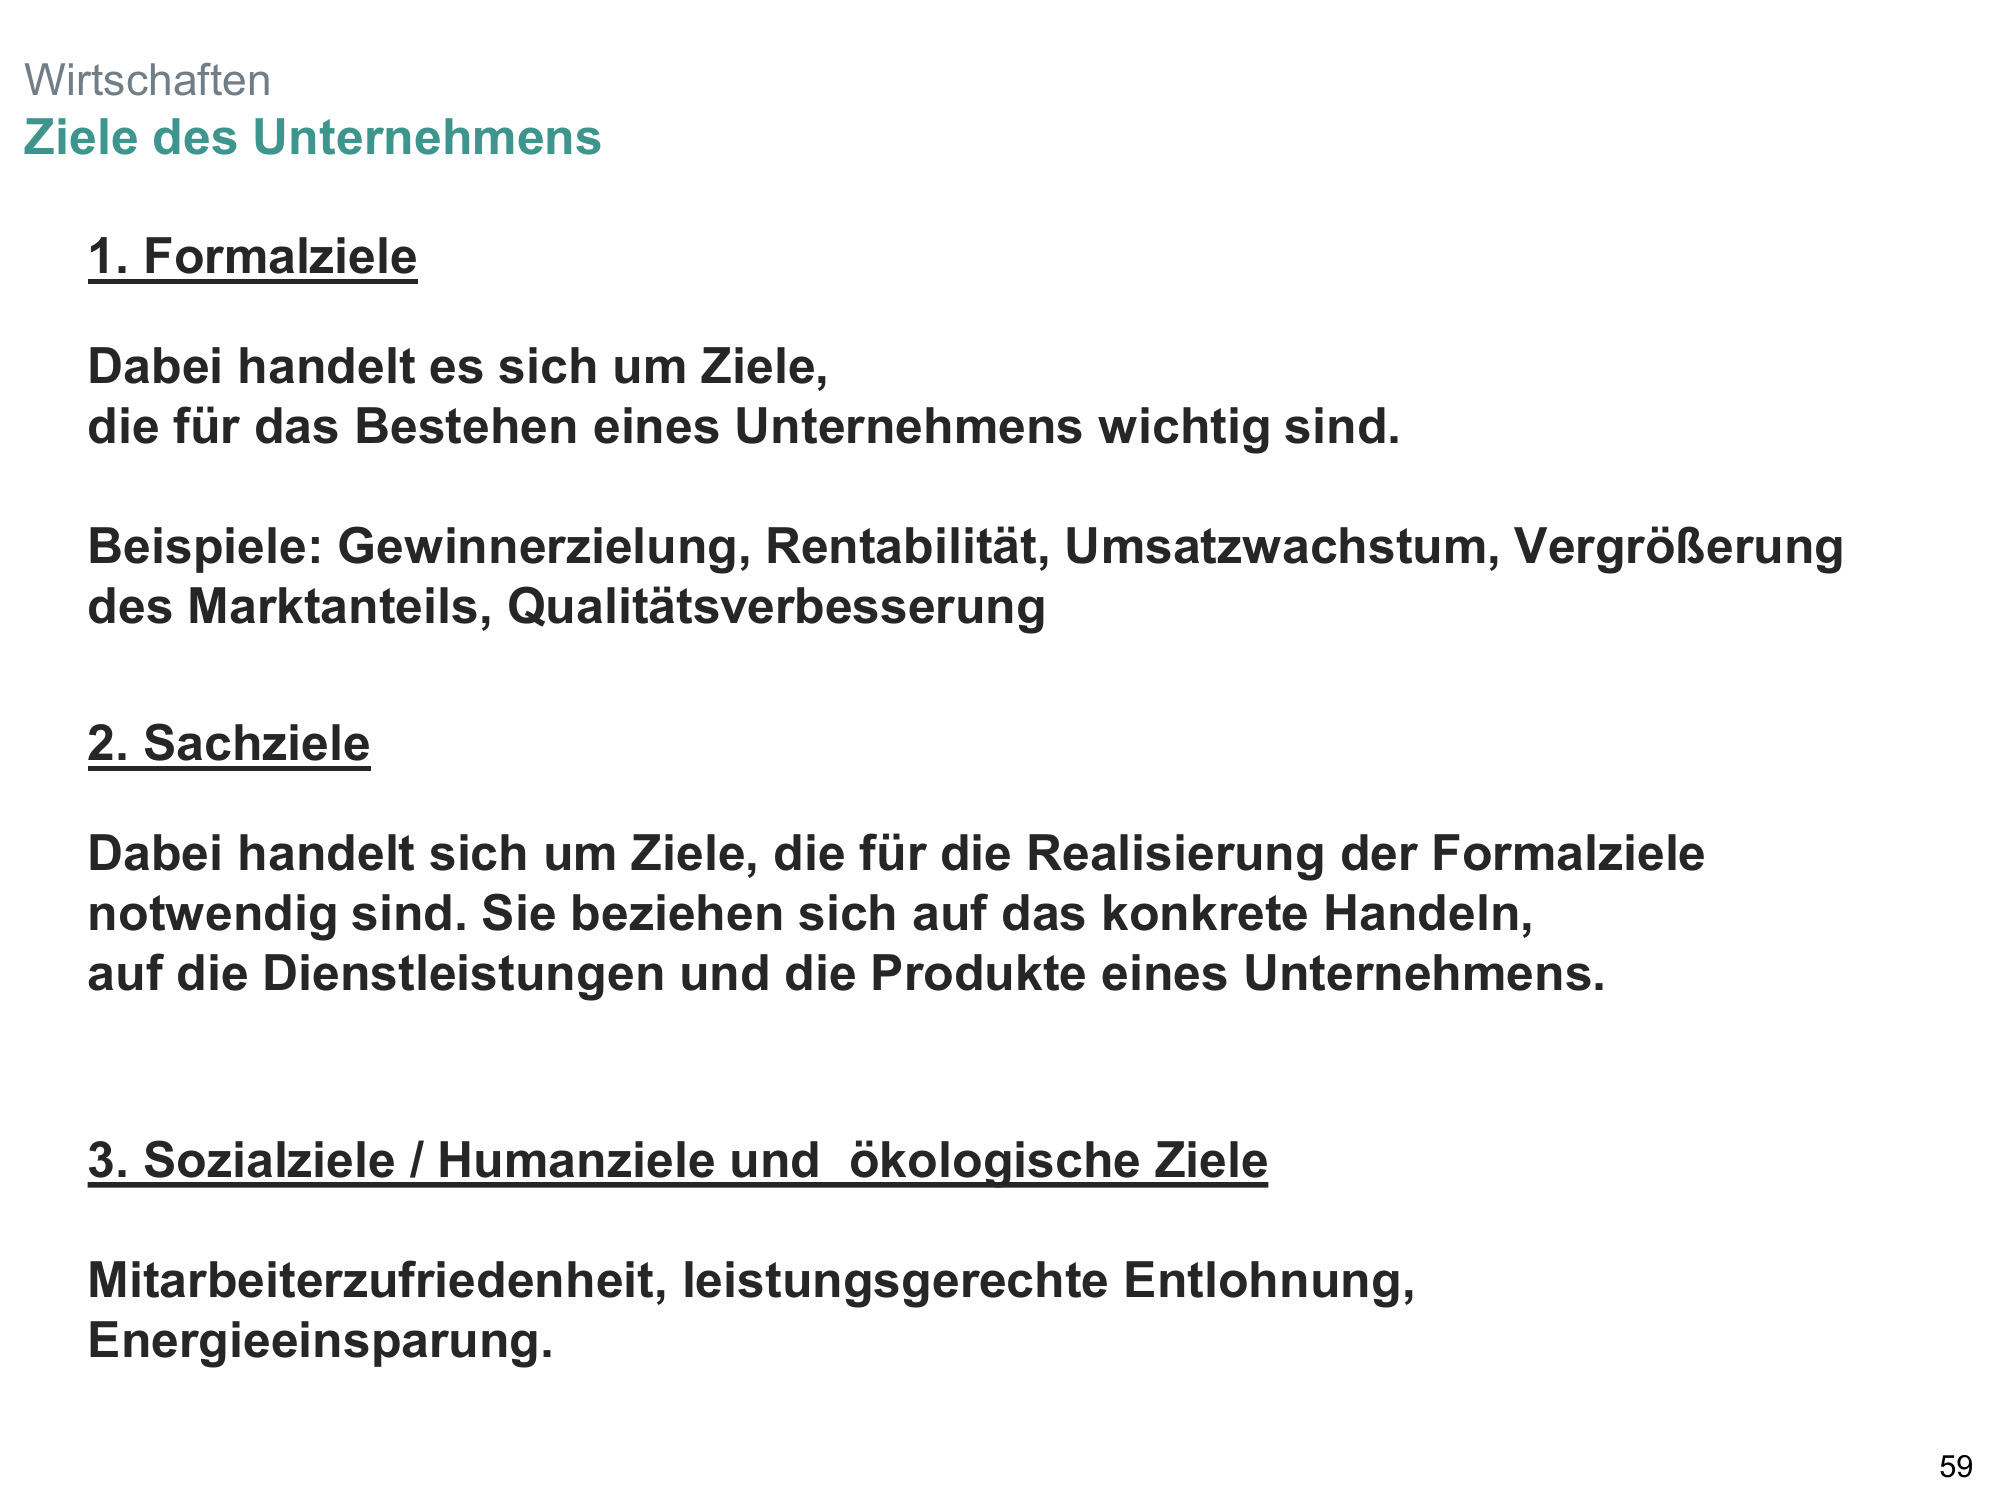 Wirtschaften
Ziele des Unternehmens
1. Formalziele
Dabei handelt es sich um Ziele,
die für das Bestehen eines Unternehmens wichtig sind.
Beispiele: Gewinnerzielung, Rentabilität, Umsatzwachstum, Vergrößerung
des Marktanteils, Qualitätsverbesserung
2. Sachziele
Dabei handelt sich um Ziele, die für die Realisierung der Formalziele
notwendig sind. Sie beziehen sich auf das konkrete Handeln,
auf die Dienstleistungen und die Produkte eines Unternehmens.
3. Sozialziele / Humanziele und  ökologische Ziele
Mitarbeiterzufriedenheit, leistungsgerechte Entlohnung,
Energieeinsparung.
59